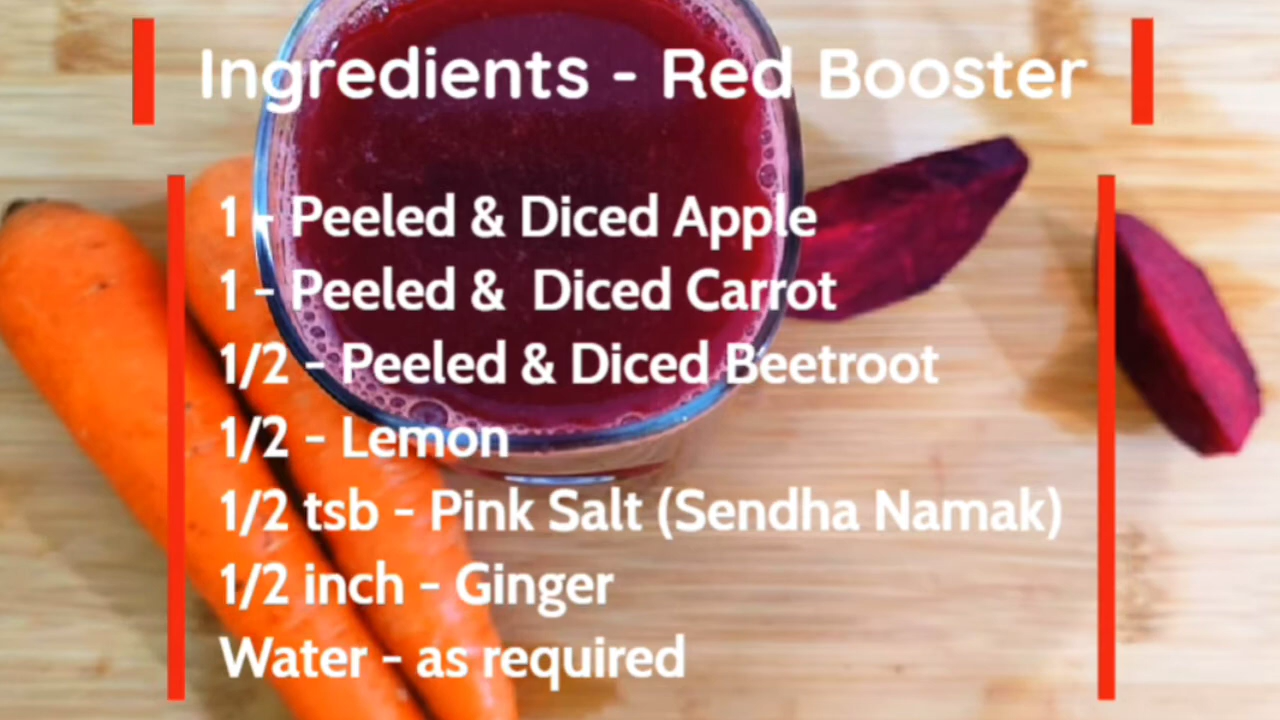 Ingredients - Red Booster
1 - Peeled & Diced Apple
1 - Peeled &  Diced Carrot
1/2 - Peeled & Diced Beetroot
1/2 - Lemon
1/2 tsb - Pink Salt (Sendha Namak)
1/2 inch - Ginger
Water - as required